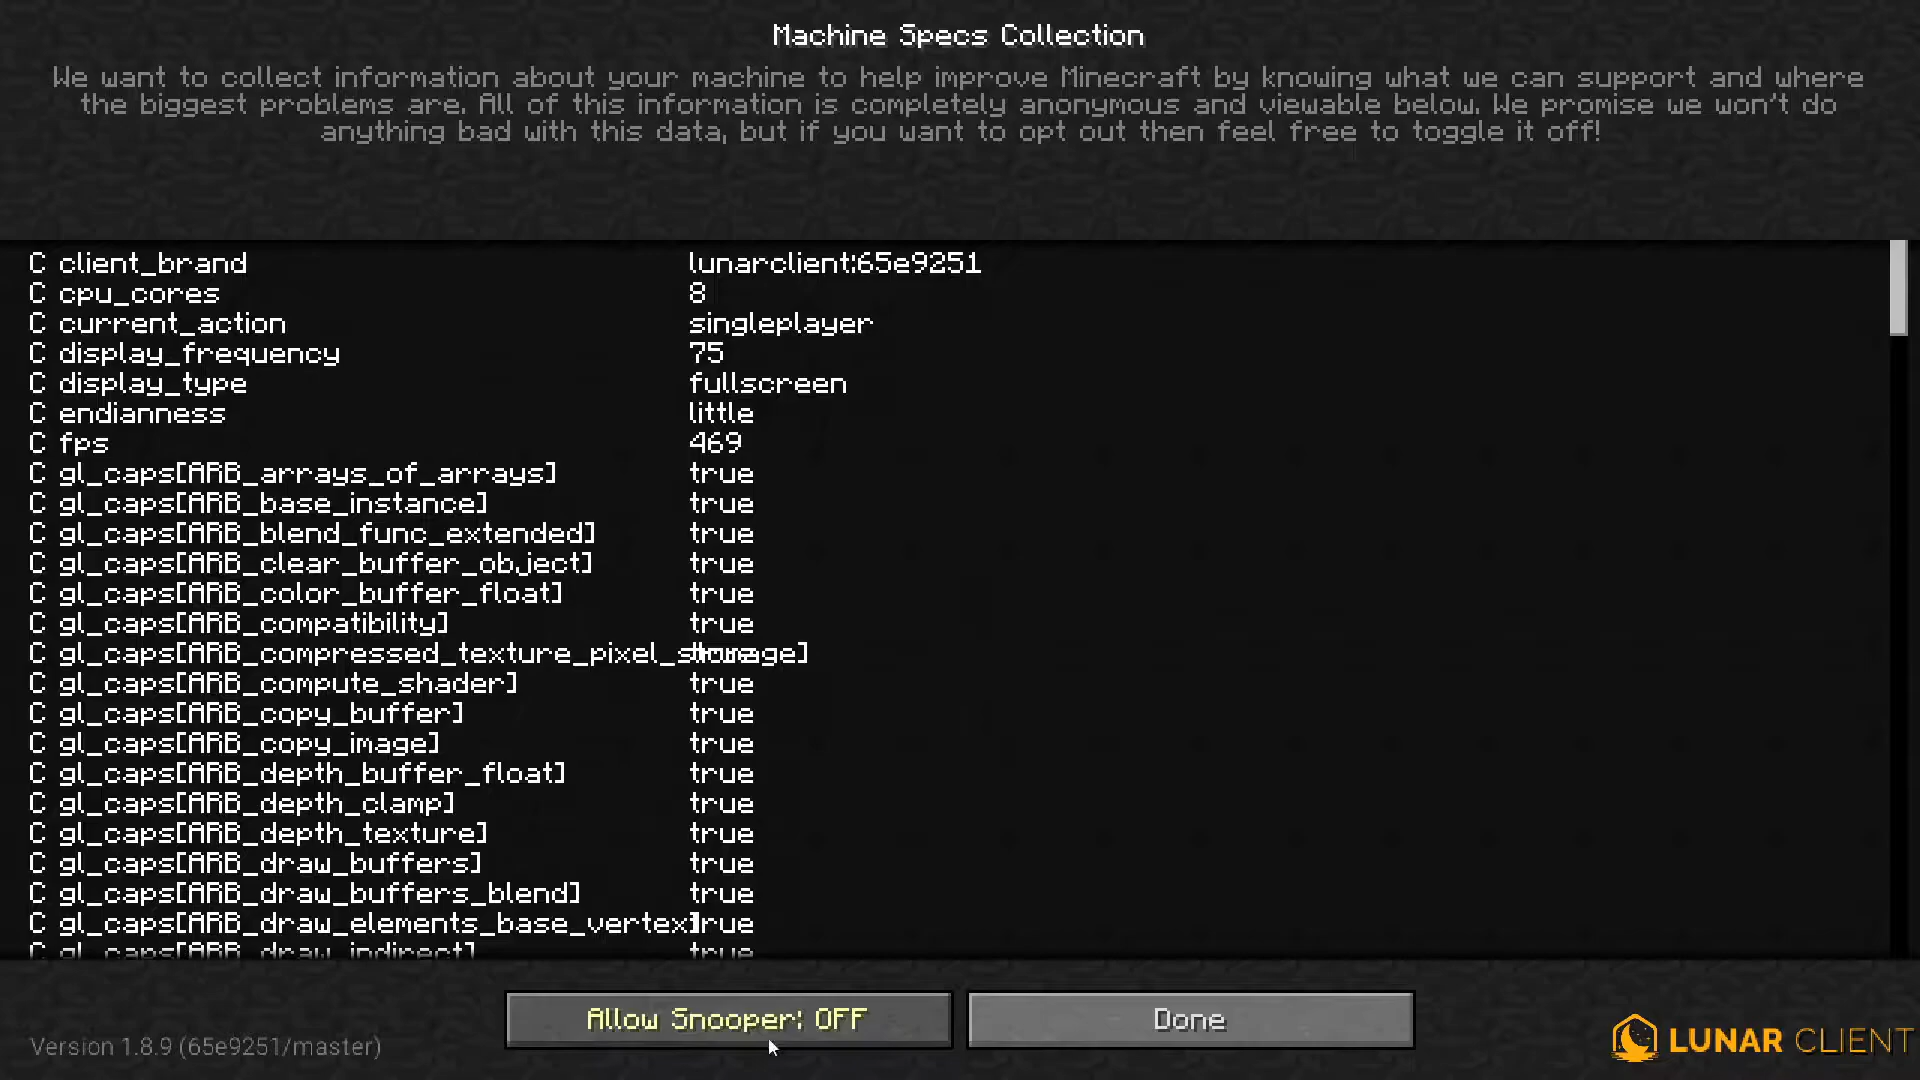 Machine Specs Collection
We want to collect information about your machine to help improve Minecraft by knowing what we can support and where
the biggest problems are. All of this information is completely anonymous and viewable below. We promise we won't do
anything bad with this data, but if you want to opt out then feel free to toggle it off!
C client_brand lunarclient:65e9251
C cpu_cores 8
C current_action singleplayer
C display_frequency 75
C display_type fullscreen
C endianness little
C fps 469
C gl_caps[ARB_arrays_of_arrays] true
C gl_caps[ARB_base_instance] true
C gl_caps[ARB_blend_func_extended] true
C gl_caps[ARB_clear_buffer_object] true
C gl_caps[ARB_color_buffer_float] true
C gl_caps[ARB_compatibility] true
C gl_caps[ARB_compressed_texture_pixel_storage] true
C gl_caps[ARB_compute_shader] true
C gl_caps[ARB_copy_buffer] true
C gl_caps[ARB_copy_image] true
C gl_caps[ARB_depth_buffer_float] true
C gl_caps[ARB_depth_clamp] true
C gl_caps[ARB_depth_texture] true
C gl_caps[ARB_draw_buffers] true
C gl_caps[ARB_draw_buffers_blend] true
C gl_caps[ARB_draw_elements_base_vertex] true
C gl_caps[ARB_draw_indirect] true
Allow Snooper: OFF
Done
Version 1.8.9 (65e9251/master)
LUNAR CLIENT